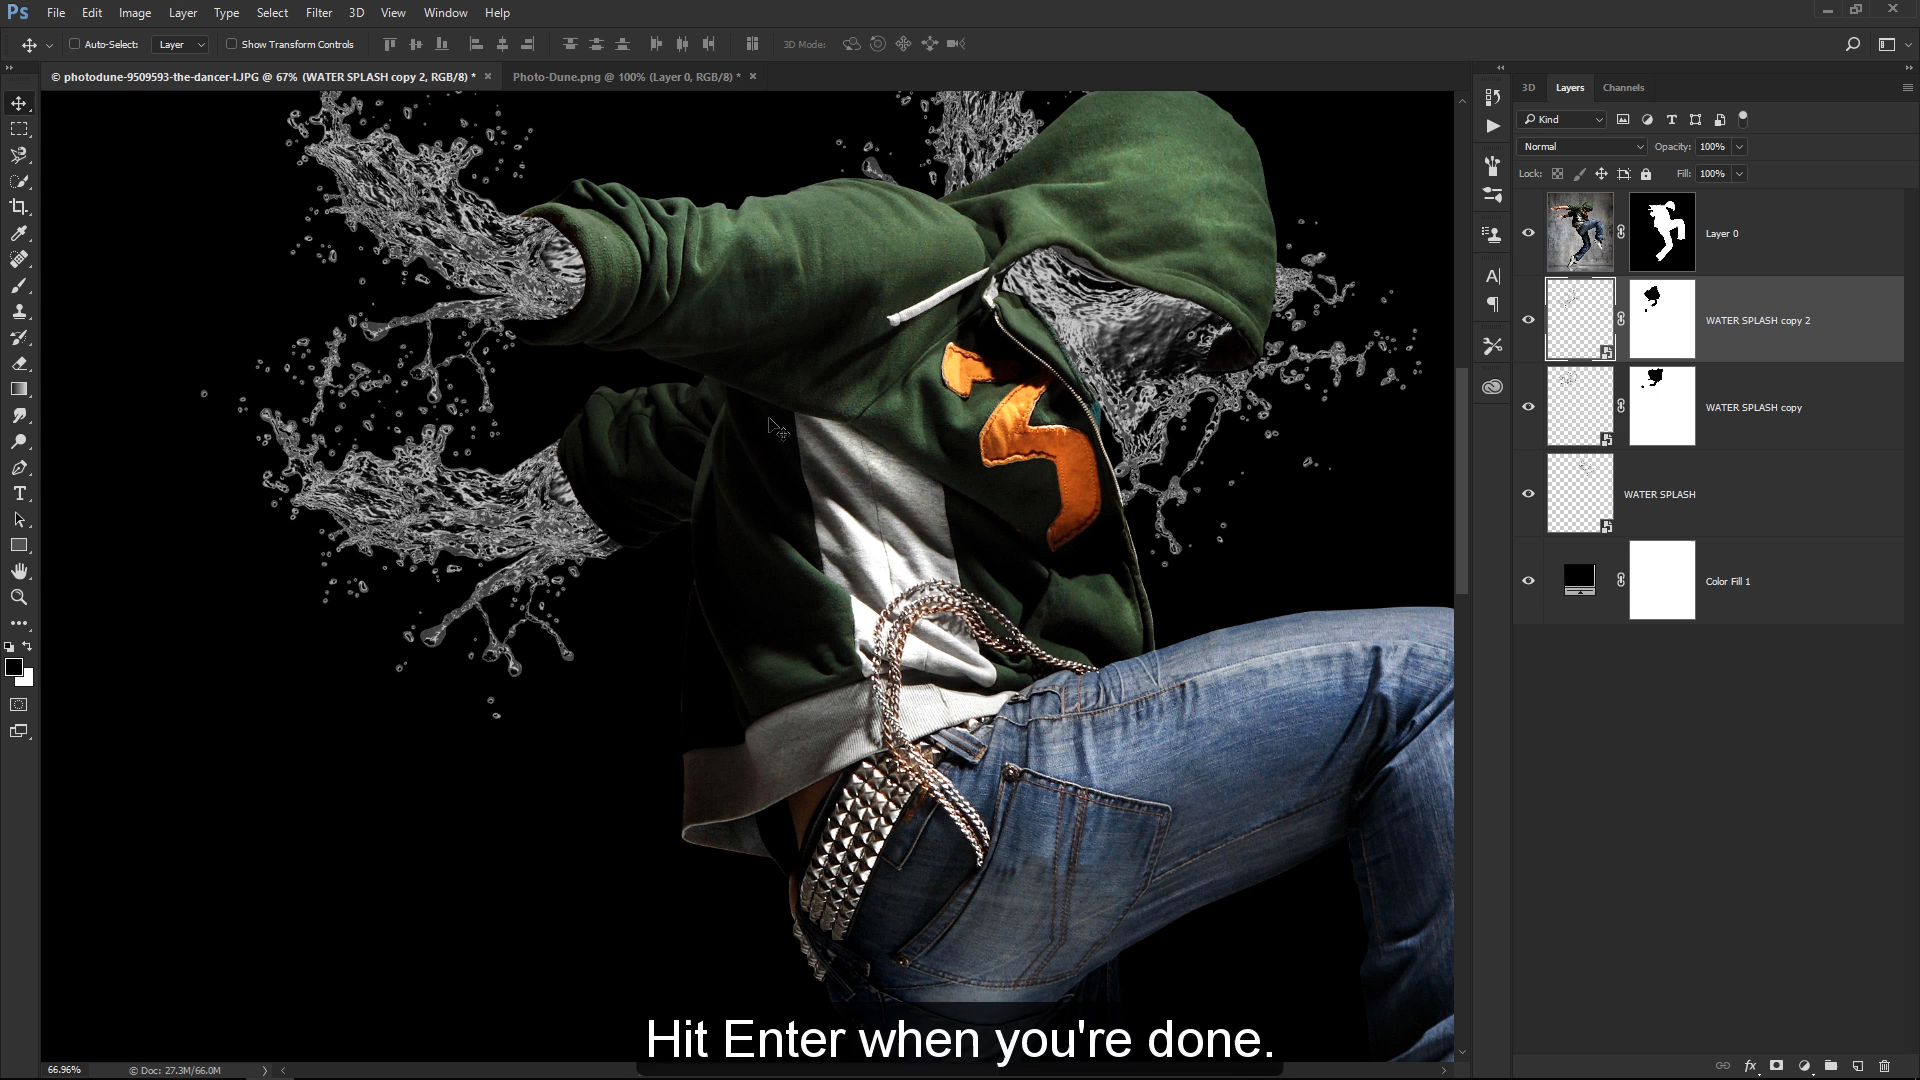 Ps File Edit Image Layer Type Select Filter 3D View Window Help
Auto-Select: Layer Show Transform Controls 3D Mode:
© photodune-9509593-the-dancer-I.JPG @ 67% (WATER SPLASH copy 2, RGB/8) * × Photo-Dune.png @ 100% (Layer 0, RGB/8) * ×
3D Layers Channels
Kind
Normal Opacity: 100%
Lock: Fill: 100%
Layer 0
WATER SPLASH copy 2
WATER SPLASH copy
WATER SPLASH
Color Fill 1
Hit Enter when you're done.
66.96% © Doc: 27.3M/66.0M
fx